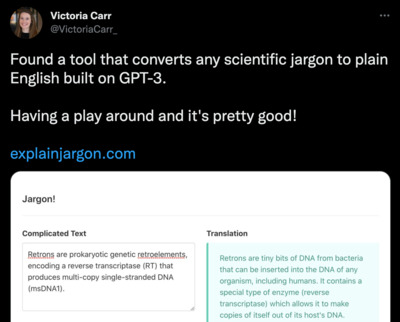 Victoria Carr
@VictoriaCarr_
Found a tool that converts any scientific jargon to plain
English built on GPT-3.
Having a play around and it's pretty good!
explainjargon.com
Jargon!
Complicated Text
Translation
Retrons are prokaryotic genetic retroelements,
encoding a reverse transcriptase (RT) that
produces multi-copy single-stranded DNA
(msDNA1).
Retrons are tiny bits of DNA from bacteria
that can be inserted into the DNA of any
organism, including humans. It contains a
special type of enzyme (reverse
transcriptase) which allows it to make
copies of itself out of its host's DNA.